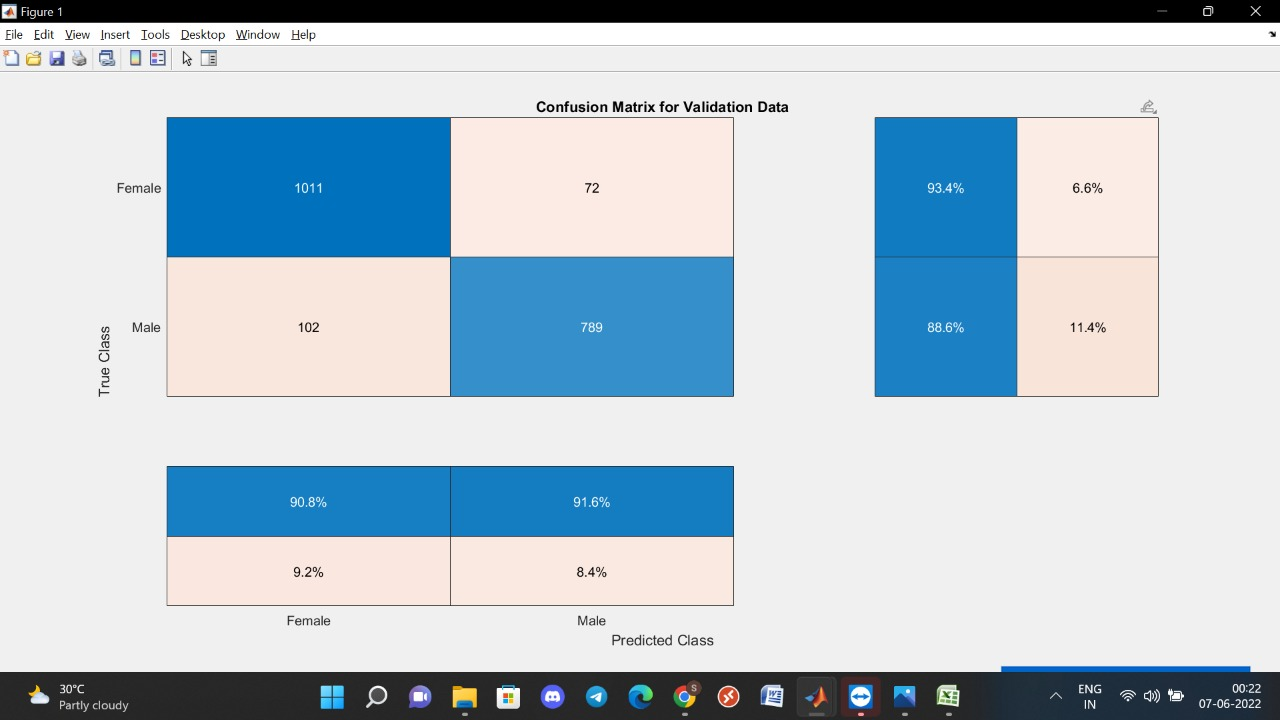 Figure 1
File Edit View Insert Tools Desktop Window Help
Confusion Matrix for Validation Data
Female 1011 72 93.4% 6.6%
Male 102 789 88.6% 11.4%
True Class
90.8% 91.6%
9.2% 8.4%
Female Male
Predicted Class
30°C
Partly cloudy
S
W
ENG
IN
00:22
07-06-2022